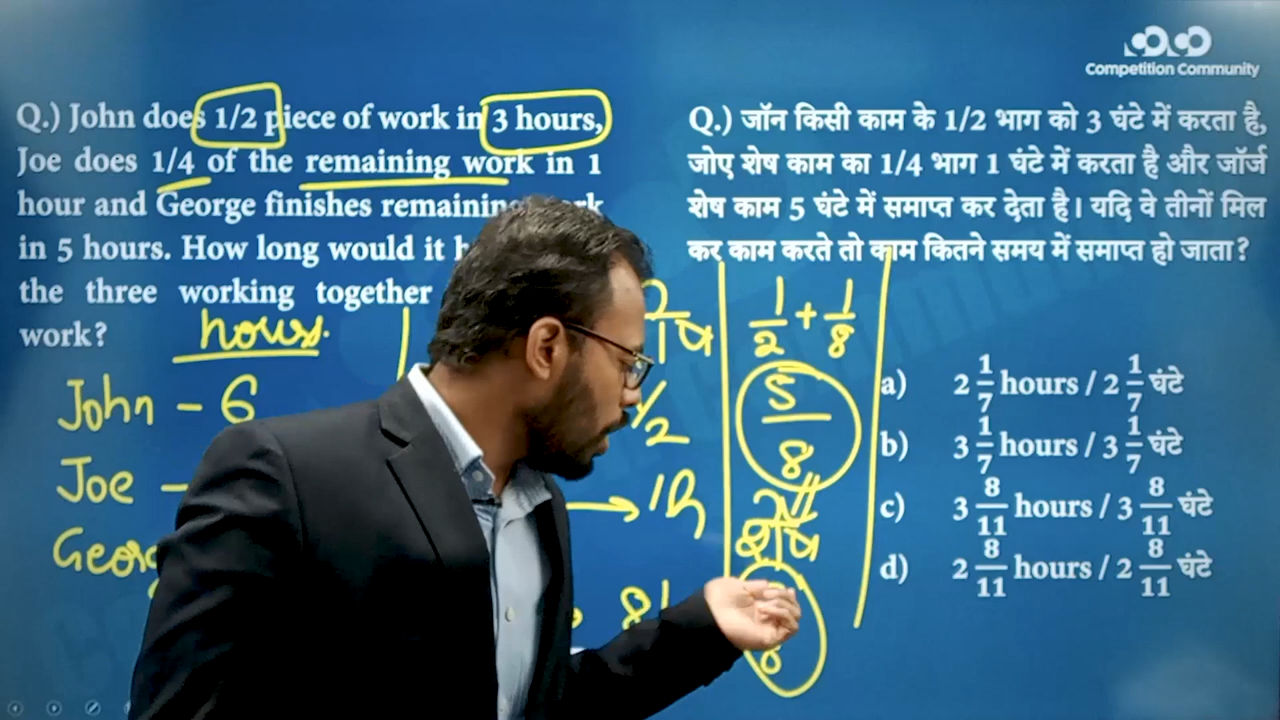 Competition Community
Q.) John does 1/2 piece of work in 3 hours,
Joe does 1/4 of the remaining work in 1
hour and George finishes remaining
in 5 hours. How long would it
the three working together
work?
Q.) जॉन किसी काम के 1/2 भाग को 3 घंटे में करता है,
जोए शेष काम का 1/4 भाग 1 घंटे में करता है और जॉर्ज
शेष काम 5 घंटे में समाप्त कर देता है। यदि वे तीनों मिल
कर काम करते तो काम कितने समय में समाप्त हो जाता?
hours.
John - 6
Joe -
1/2 + 1/8
5/8
शेष
→ 1h
a) 2 1/7 hours / 2 1/7 घंटे
b) 3 1/7 hours / 3 1/7 घंटे
c) 3 8/11 hours / 3 8/11 घंटे
d) 2 8/11 hours / 2 8/11 घंटे